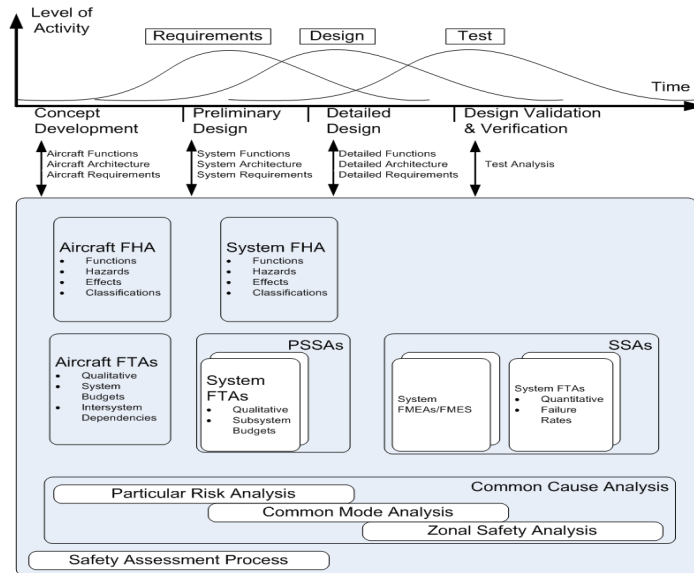 Level of
Activity
Requirements
Design
Test
Time
Concept
Development
Preliminary
Design
Detailed
Design
Design Validation
& Verification
Aircraft Functions
Aircraft Architecture
Aircraft Requirements
System Functions
System Architecture
System Requirements
Detailed Functions
Detailed Architecture
Detailed Requirements
Test Analysis
Aircraft FHA
• Functions
• Hazards
• Effects
• Classifications
System FHA
• Functions
• Hazards
• Effects
• Classifications
Aircraft FTAs
• Qualitative
• System
Budgets
• Intersystem
Dependencies
PSSAs
System
FTAs
• Qualitative
• Subsystem
Budgets
SSAs
System
FMEAs/FMES
System FTAs
• Quantitative
• Failure
Rates
Common Cause Analysis
Particular Risk Analysis
Common Mode Analysis
Zonal Safety Analysis
Safety Assessment Process